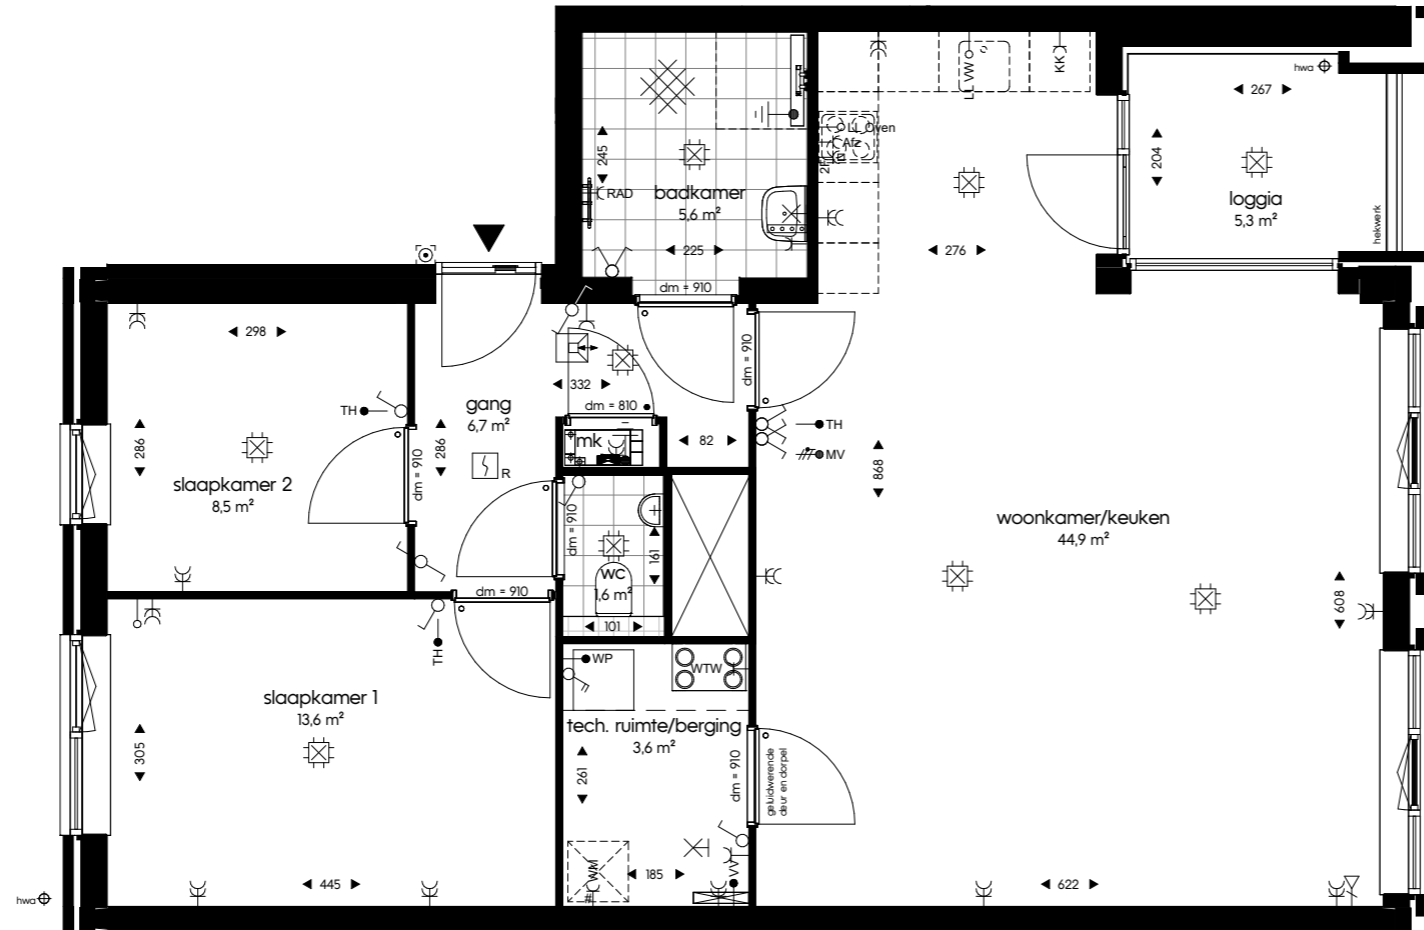 hwa
267
KK
VW
LL Oven
Afz
245
204
RAD
badkamer
5,6 m²
loggia
5,3 m²
hekwerk
225
276
dm = 910
298
dm = 910
332
TH
gang
6,7 m²
dm = 810
286
286
mk
82
TH
MV
868
R
dm = 910
slaapkamer 2
8,5 m²
dm = 910
woonkamer/keuken
44,9 m²
161
wc
1,6 m²
dm = 910
608
101
TH
WP
WTW
slaapkamer 1
13,6 m²
tech. ruimte/berging
3,6 m²
305
261
dm = 910
geluidwerende
deur en dorpel
WM
VV
445
185
622
hwa
#